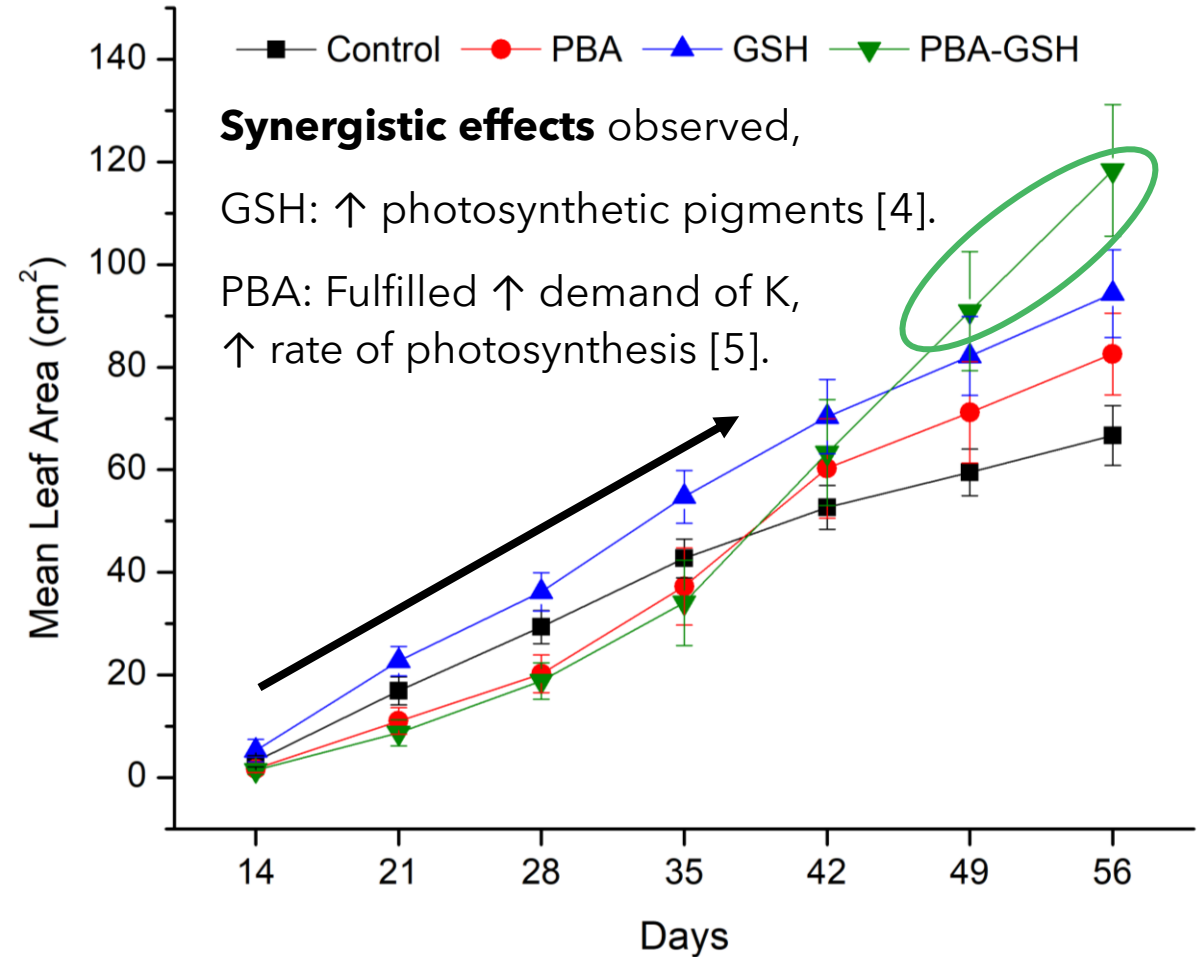 Control PBA GSH PBA-GSH
Synergistic effects observed,
GSH: ↑ photosynthetic pigments [4].
PBA: Fulfilled ↑ demand of K,
↑ rate of photosynthesis [5].
Mean Leaf Area (cm²)
140
120
100
80
60
40
20
0
14 21 28 35 42 49 56
Days